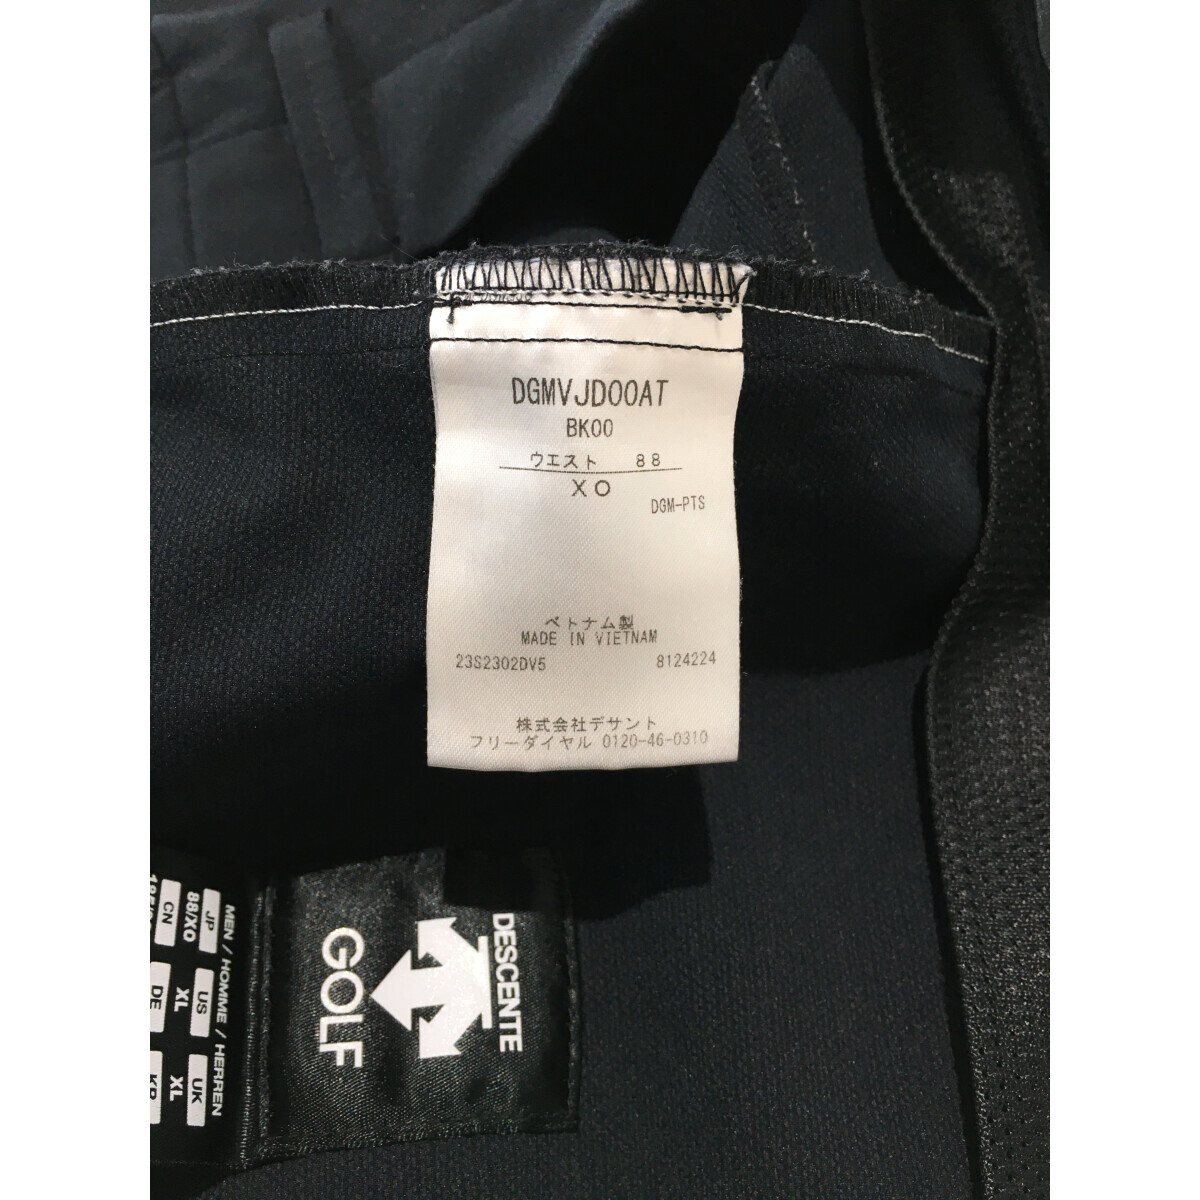 DGMVJD00AT
BK00
ウエスト 88
XO
DGM-PTS
ベトナム製
MADE IN VIETNAM
23S2302DV5 8124224
株式会社デサント
フリーダイヤル 0120-46-0310
DESCENTE
GOLF
MEN / HOMME / HERREN
JP US UK
88/XO XL XL
CN DE KR